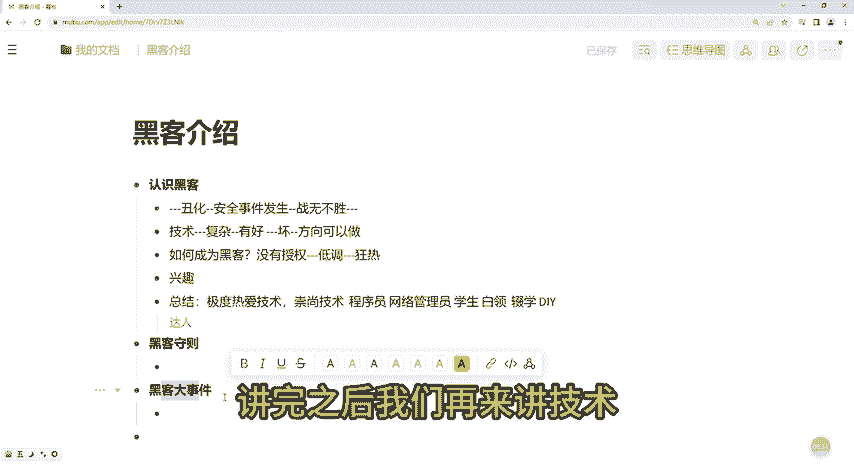 黑客介绍 - 幕布
mubu.com/app/edit/home/7Drv7Z3LNIk
我的文档 | 黑客介绍
已保存
思维导图
黑客介绍
认识黑客
---丑化--安全事件发生--战无不胜---
技术---复杂--有好 ---坏--方向可以做
如何成为黑客？没有授权---低调---狂热
兴趣
总结：极度热爱技术，崇尚技术 程序员 网络管理员 学生 白领 辍学 DIY
达人
黑客守则
B I U S A A A A A A A A
黑客大事件
讲完之后我们再来讲技术
五